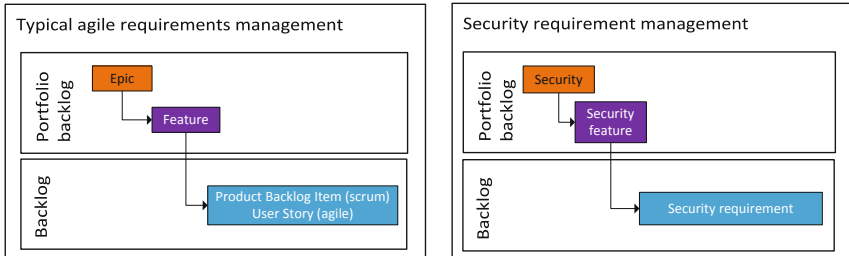 Typical agile requirements management
Portfolio
backlog
Epic
Feature
Backlog
Product Backlog Item (scrum)
User Story (agile)
Security requirement management
Portfolio
backlog
Security
Security
feature
Backlog
Security requirement